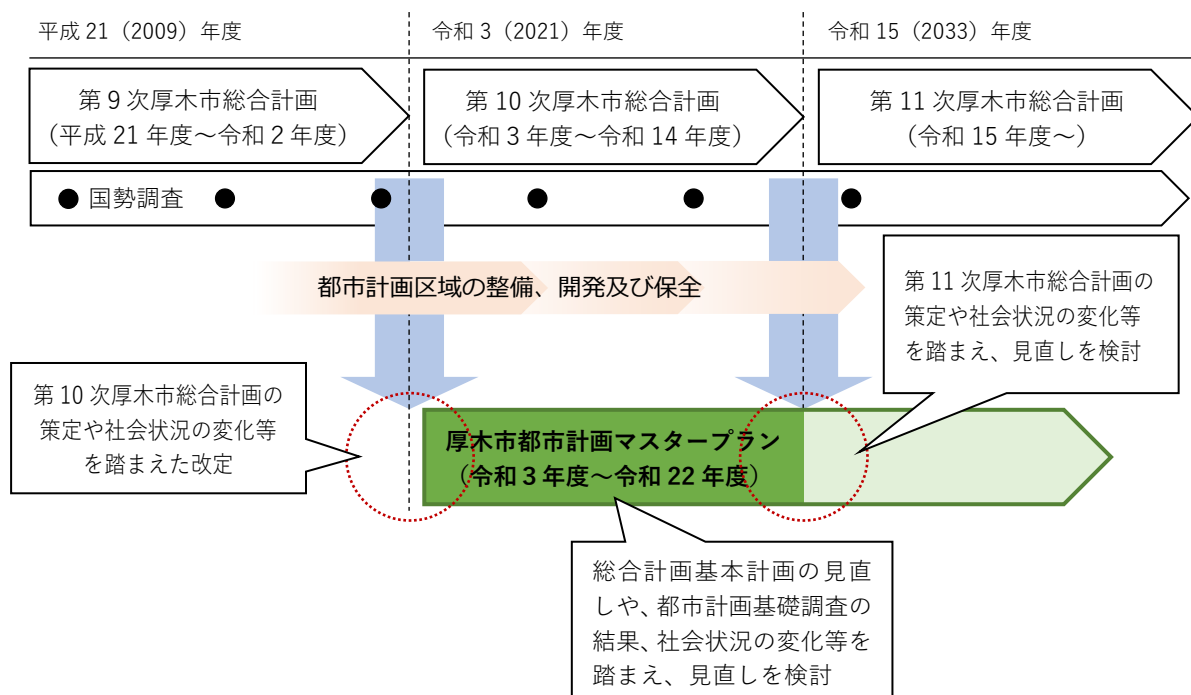 平成 21（2009）年度
令和 3（2021）年度
令和 15（2033）年度
第 9 次厚木市総合計画
（平成 21 年度～令和 2 年度）
第 10 次厚木市総合計画
（令和 3 年度～令和 14 年度）
第 11 次厚木市総合計画
（令和 15 年度～）
国勢調査
都市計画区域の整備、開発及び保全
第 11 次厚木市総合計画の
策定や社会状況の変化等
を踏まえ、見直しを検討
第 10 次厚木市総合計画の
策定や社会状況の変化等
を踏まえた改定
厚木市都市計画マスタープラン
（令和 3 年度～令和 22 年度）
総合計画基本計画の見直
しや、都市計画基礎調査の
結果、社会状況の変化等を
踏まえ、見直しを検討